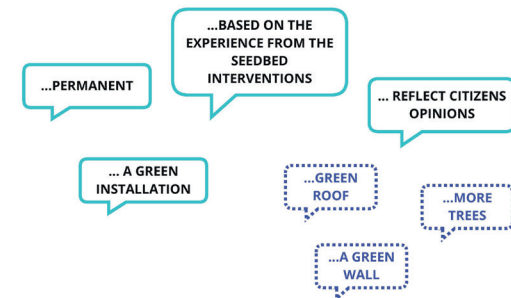 ...BASED ON THE
EXPERIENCE FROM THE
SEEDBED
INTERVENTIONS
...PERMANENT
... REFLECT CITIZENS
OPINIONS
... A GREEN
INSTALLATION
...GREEN
ROOF
...MORE
TREES
...A GREEN
WALL